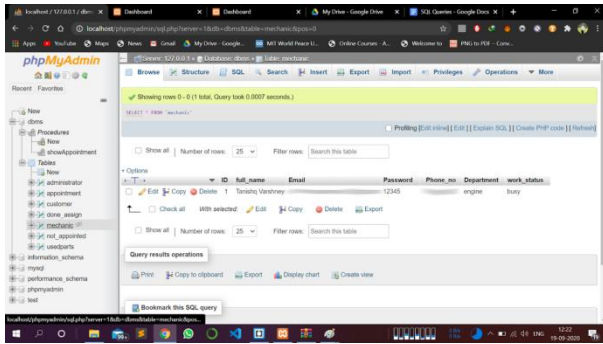 localhost / 127.0.0.1 / dbms
Dashboard
Dashboard
My Drive - Google Drive
SQL Queries - Google Docs
localhost/phpmyadmin/sql.php?server=1&db=dbms&table=mechanic&pos=0
Apps YouTube Maps News Gmail My Drive - Google... MIT World Peace U... Online Courses - A... Welcome to PNG to PDF - Conv...
phpMyAdmin
Recent Favorites
New
dbms
Procedures
New
showAppointment
Tables
New
administrator
appointment
customer
done_assign
mechanic
not_appointed
usedparts
information_schema
mysql
performance_schema
phpmyadmin
test
Server: 127.0.0.1 » Database: dbms » Table: mechanic
Browse Structure SQL Search Insert Export Import Privileges Operations More
Showing rows 0 - 0 (1 total, Query took 0.0007 seconds.)
SELECT * FROM `mechanic`
Profiling [Edit inline] [ Edit ] [ Explain SQL ] [ Create PHP code ] [ Refresh]
Show all Number of rows: 25 Filter rows: Search this table
+ Options
ID full_name Email Password Phone_no Department work_status
Edit Copy Delete 1 Tanishq Varshney 12345 engine busy
Check all With selected: Edit Copy Delete Export
Show all Number of rows: 25 Filter rows: Search this table
Query results operations
Print Copy to clipboard Export Display chart Create view
Bookmark this SQL query
localhost/phpmyadmin/sql.php?server=1&db=dbms&table=mechanic&pos...
ENG
12:22
19-09-2020